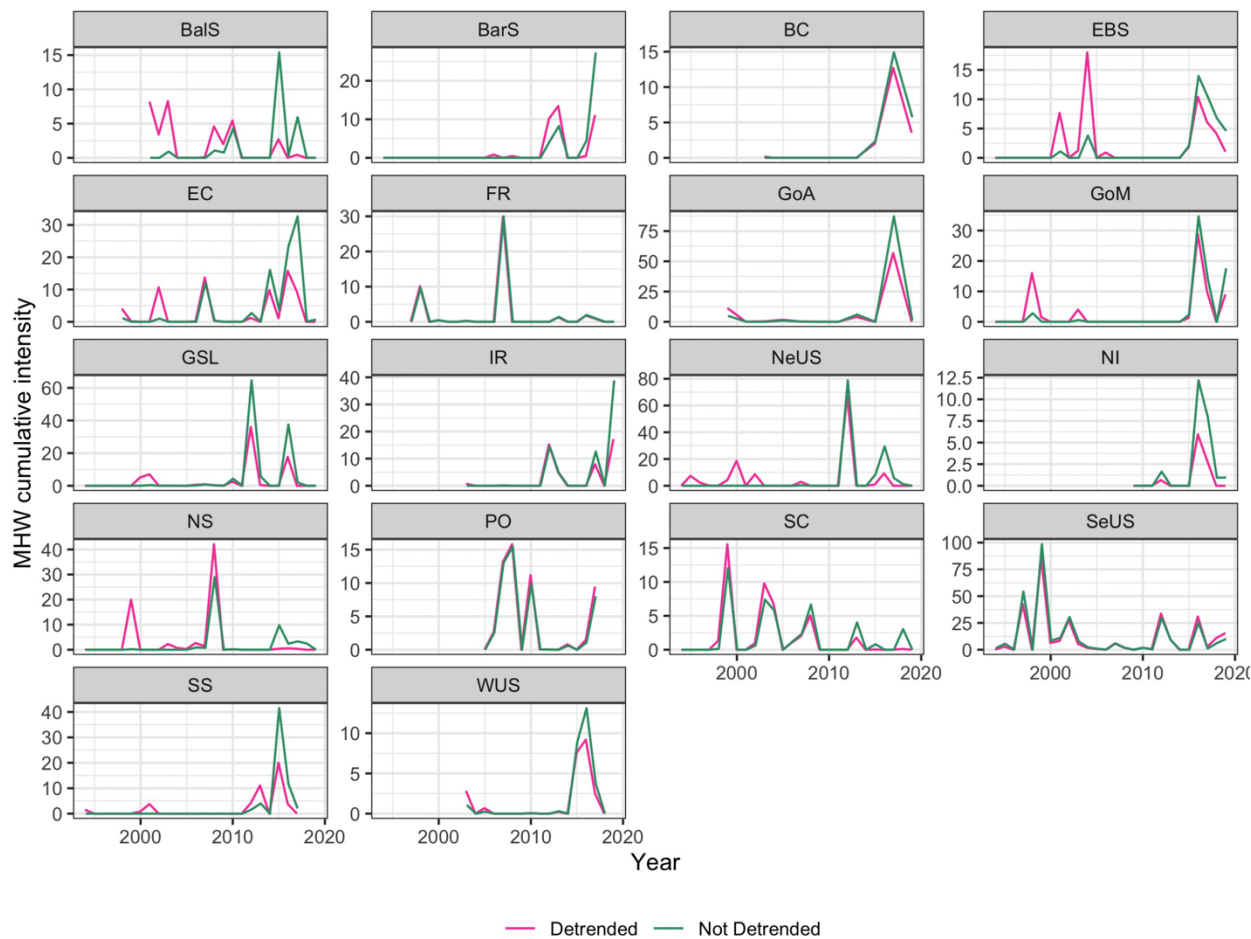 BalS BarS BC EBS
15 10 5 0
20 10 0
15 10 5 0
15 10 5 0
EC FR GoA GoM
30 20 10 0
30 20 10 0
75 50 25 0
30 20 10 0
GSL IR NeUS NI
60 40 20 0
40 30 20 10 0
80 60 40 20 0
12.5 10.0 7.5 5.0 2.5 0.0
NS PO SC SeUS
40 30 20 10 0
15 10 5 0
15 10 5 0
100 75 50 25 0
2000 2010 2020 2000 2010 2020
SS WUS
40 30 20 10 0
10 5 0
2000 2010 2020 2000 2010 2020
MHW cumulative intensity
Year
Detrended Not Detrended